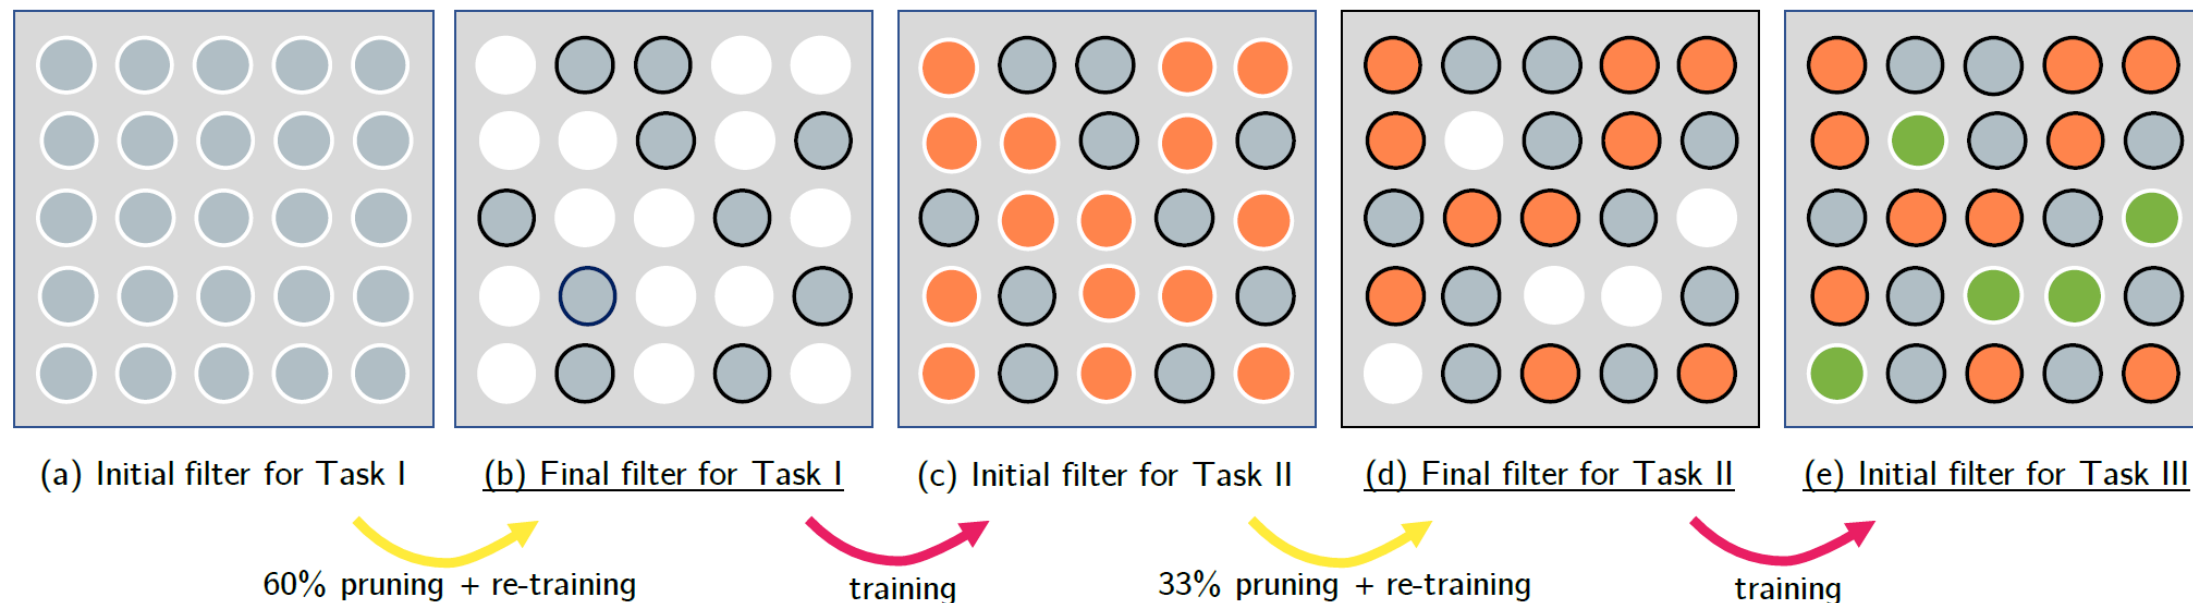 (a) Initial filter for Task I
(b) Final filter for Task I
(c) Initial filter for Task II
(d) Final filter for Task II
(e) Initial filter for Task III
60% pruning + re-training
training
33% pruning + re-training
training